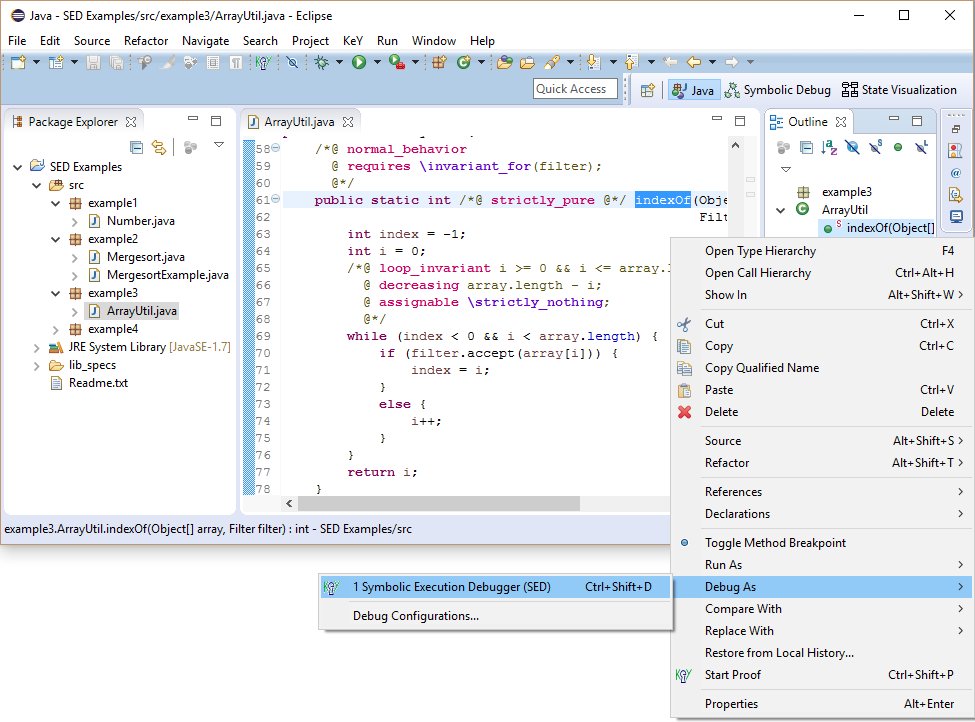 Java - SED Examples/src/example3/ArrayUtil.java - Eclipse
File Edit Source Refactor Navigate Search Project KeY Run Window Help
Quick Access
Java
Symbolic Debug
State Visualization
Package Explorer
SED Examples
src
example1
Number.java
example2
Mergesort.java
MergesortExample.java
example3
ArrayUtil.java
example4
JRE System Library [JavaSE-1.7]
lib_specs
Readme.txt
ArrayUtil.java
58 /*@ normal_behavior
59 @ requires \invariant_for(filter);
60 @*/
61 public static int /*@ strictly_pure @*/ indexOf(Obje
62 Filt
63 int index = -1;
64 int i = 0;
65 /*@ loop_invariant i >= 0 && i <= array.l
66 @ decreasing array.length - i;
67 @ assignable \strictly_nothing;
68 @*/
69 while (index < 0 && i < array.length) {
70 if (filter.accept(array[i])) {
71 index = i;
72 }
73 else {
74 i++;
75 }
76 }
77 return i;
78 }
Outline
example3
ArrayUtil
S indexOf(Object[]
example3.ArrayUtil.indexOf(Object[] array, Filter filter) : int - SED Examples/src
Open Type Hierarchy F4
Open Call Hierarchy Ctrl+Alt+H
Show In Alt+Shift+W >
Cut Ctrl+X
Copy Ctrl+C
Copy Qualified Name
Paste Ctrl+V
Delete Delete
Source Alt+Shift+S >
Refactor Alt+Shift+T >
References >
Declarations >
Toggle Method Breakpoint
Run As >
Debug As >
Compare With >
Replace With >
Restore from Local History...
Start Proof Ctrl+Shift+P
Properties Alt+Enter
1 Symbolic Execution Debugger (SED) Ctrl+Shift+D
Debug Configurations...